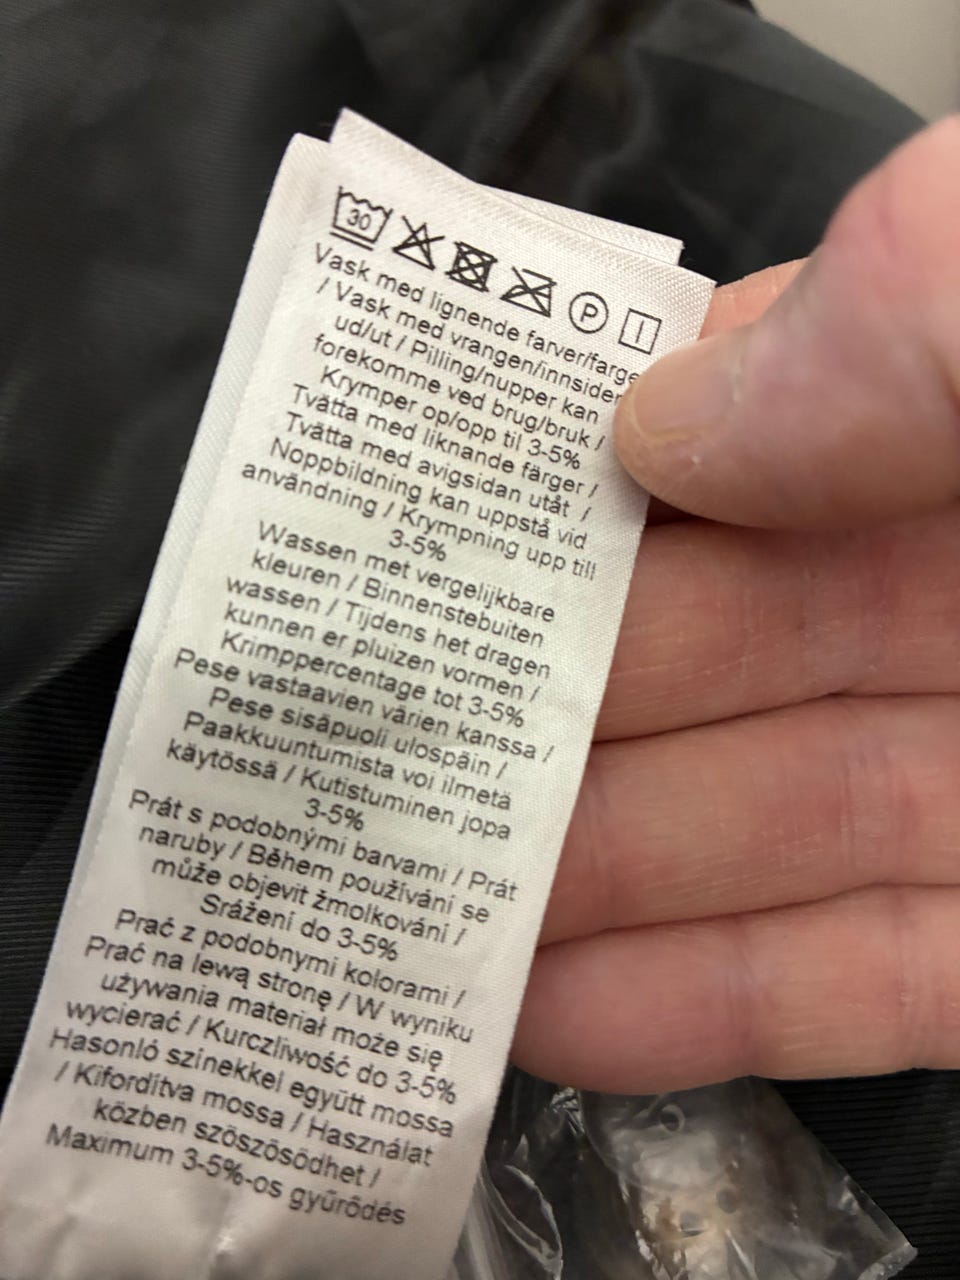 30
P
Vask med lignende farver/farge
/ Vask med vrangen/innsiden
ud/ut / Pilling/nupper kan
forekomme ved brug/bruk /
Krymper op/opp til 3-5%
Tvätta med liknande färger /
Tvätta med avigsidan utåt /
Noppbildning kan uppstå vid
användning / Krympning upp till
3-5%
Wassen met vergelijkbare
kleuren / Binnenstebuiten
wassen / Tijdens het dragen
kunnen er pluizen vormen /
Krimppercentage tot 3-5%
Pese vastaavien värien kanssa /
Pese sisäpuoli ulospäin /
Paakkuuntumista voi ilmetä
käytössä / Kutistuminen jopa
3-5%
Prát s podobnými barvami / Prát
naruby / Během používání se
může objevit žmolkování /
Srážení do 3-5%
Prać z podobnymi kolorami /
Prać na lewą stronę / W wyniku
używania materiał może się
wycierać / Kurczliwość do 3-5%
Hasonló színekkel együtt mossa
/ Kifordítva mossa / Használat
közben szöszösödhet /
Maximum 3-5%-os gyűrődés